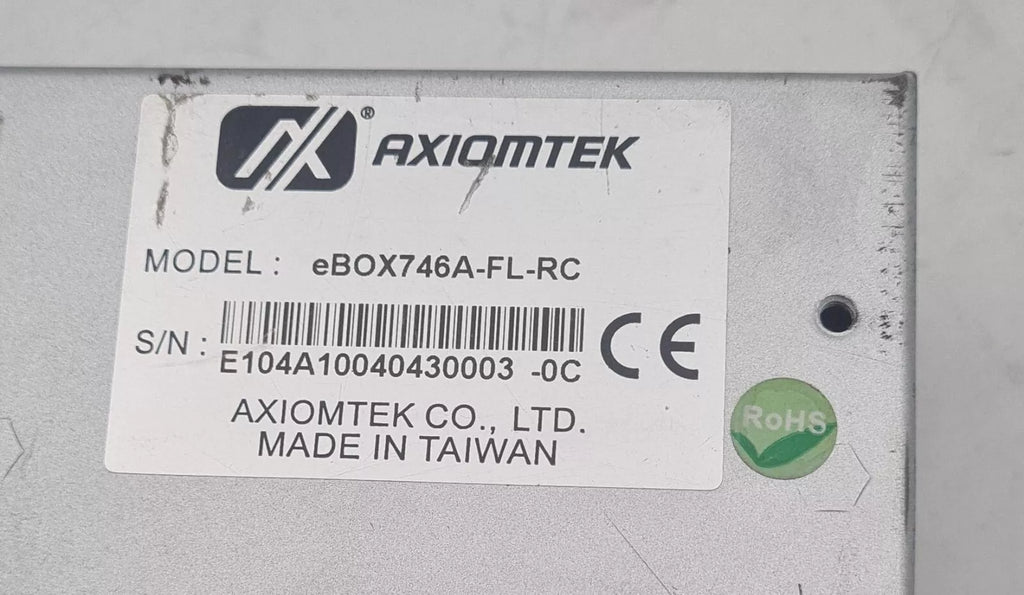 ® AXIOMTEK
MODEL : eBOX746A-FL-RC
S/N :
E104A10040430003 -0C
CE
AXIOMTEK CO., LTD.
MADE IN TAIWAN
RoHS